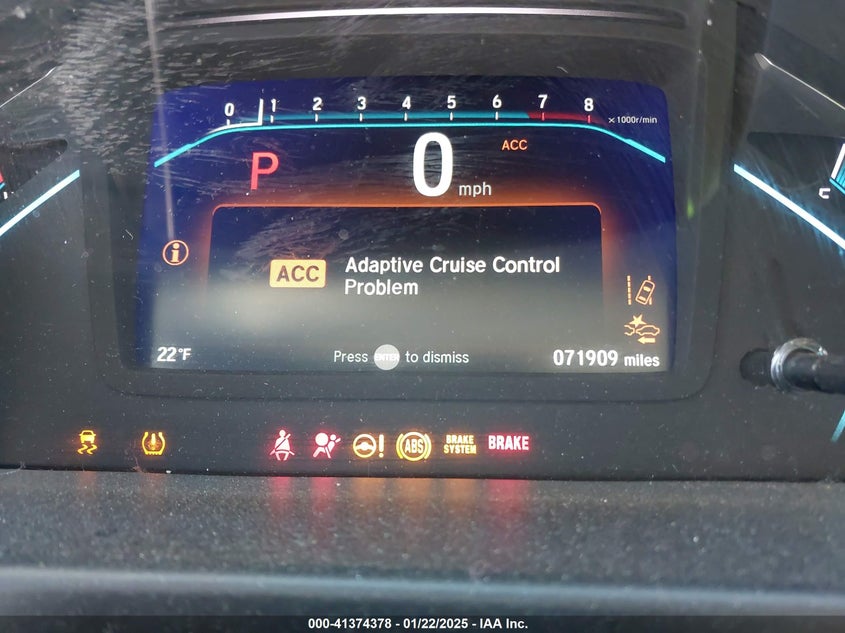 0 1 2 3 4 5 6 7 8 ×1000r/min
P 0 mph ACC
ACC Adaptive Cruise Control
Problem
22°F Press ENTER to dismiss 071909 miles
ABS BRAKE SYSTEM BRAKE
C
000-41374378 - 01/22/2025 - IAA Inc.